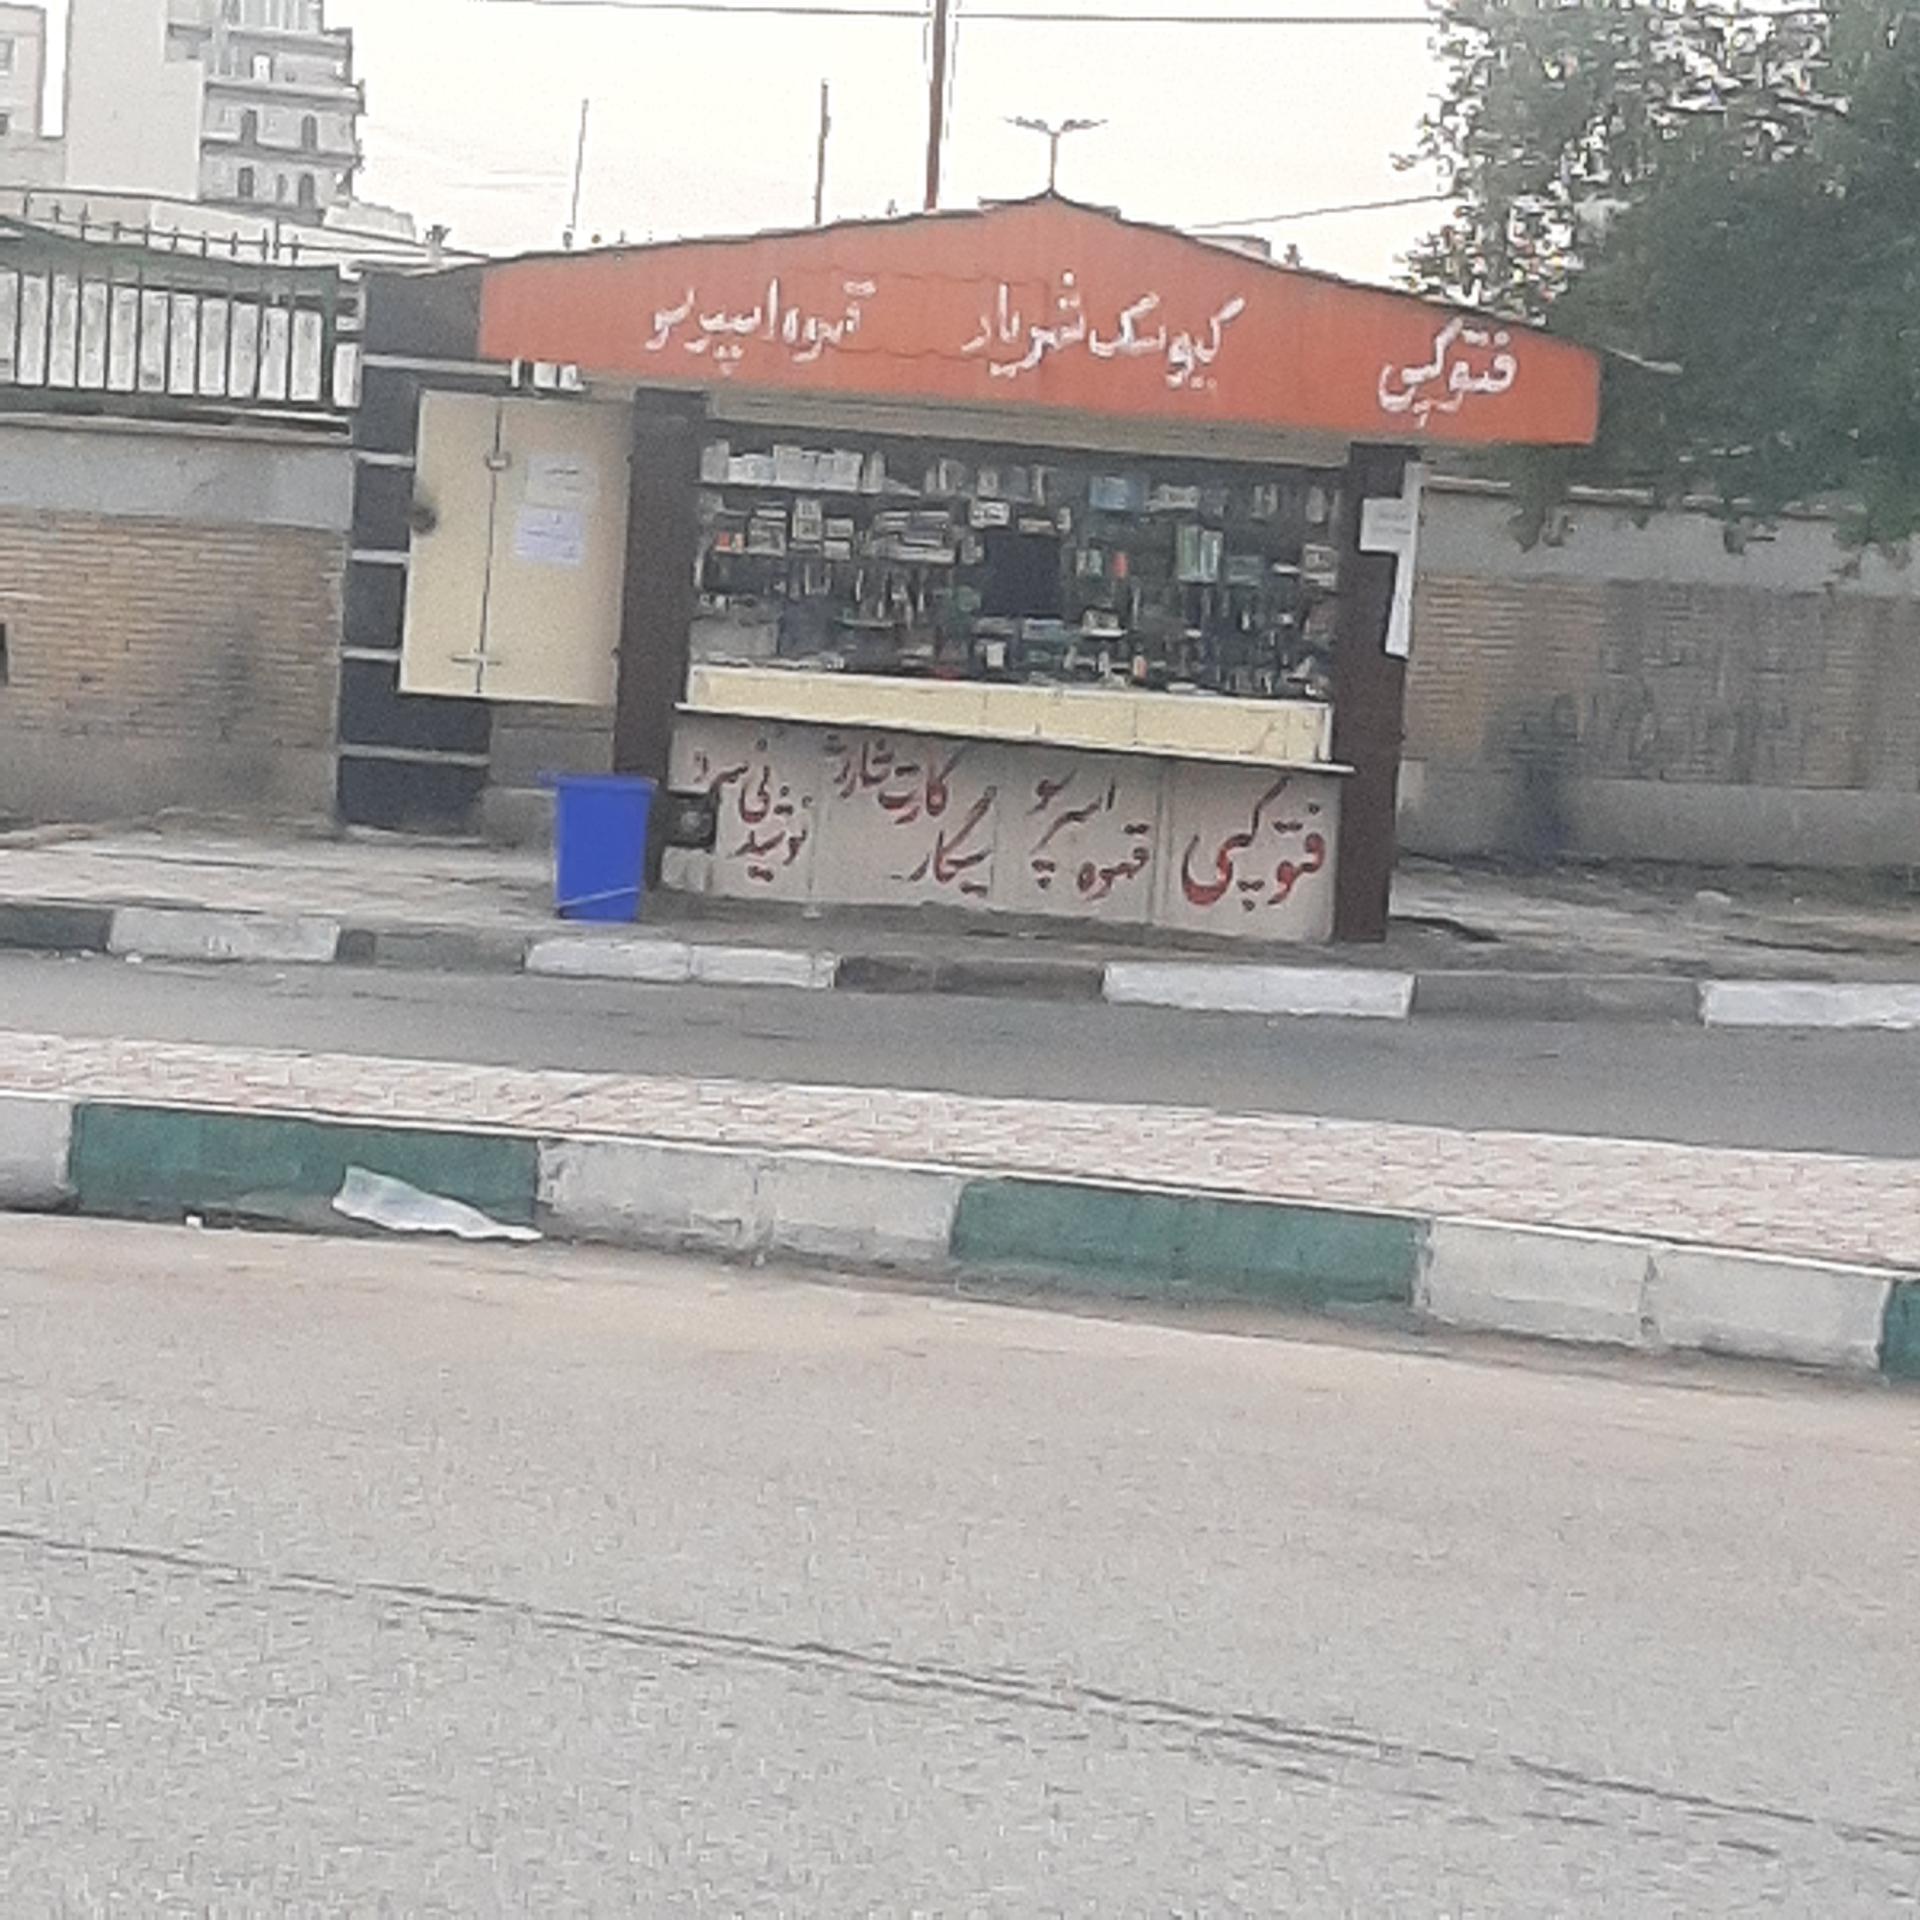 فتوکپی
کیوسک شهریار
قهوه اسپرسو
فتوکپی
قهوه اسپرسو
کارت شارژ
سیگار
نوشیدنی سرد